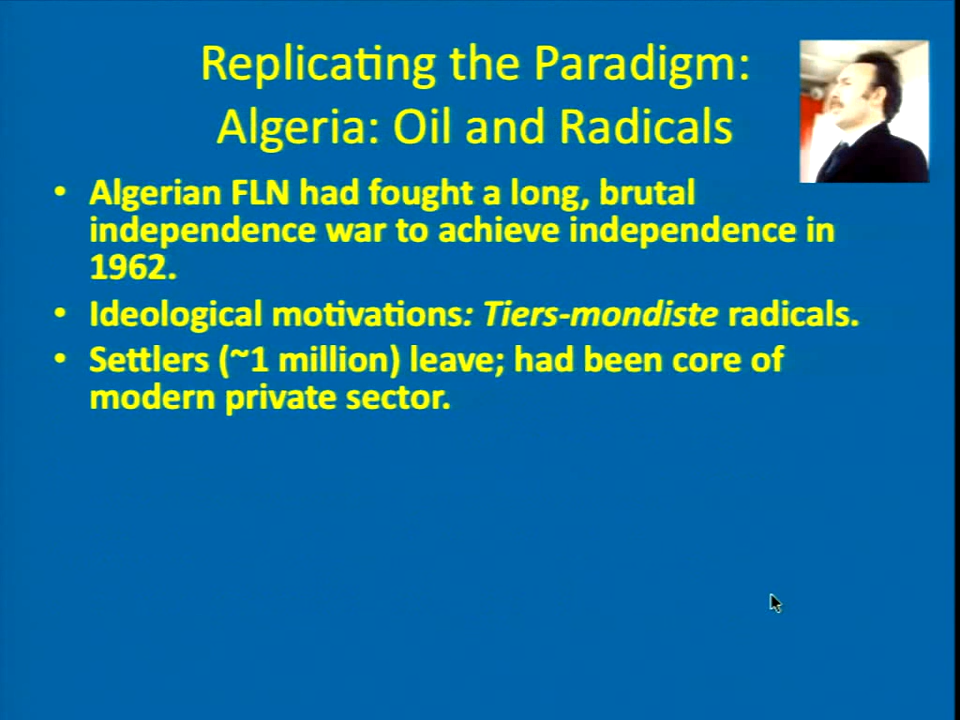 Replicating the Paradigm:
Algeria: Oil and Radicals
• Algerian FLN had fought a long, brutal
independence war to achieve independence in
1962.
• Ideological motivations: Tiers-mondiste radicals.
• Settlers (~1 million) leave; had been core of
modern private sector.